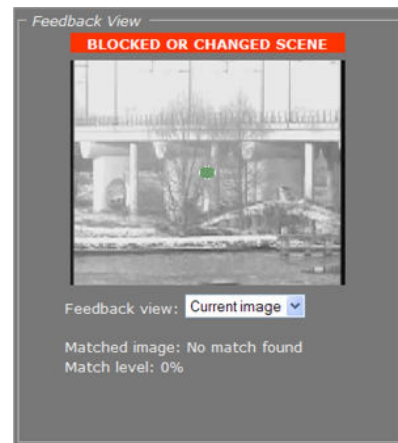 Feedback View
BLOCKED OR CHANGED SCENE
Feedback view: Current image
Matched image: No match found
Match level: 0%